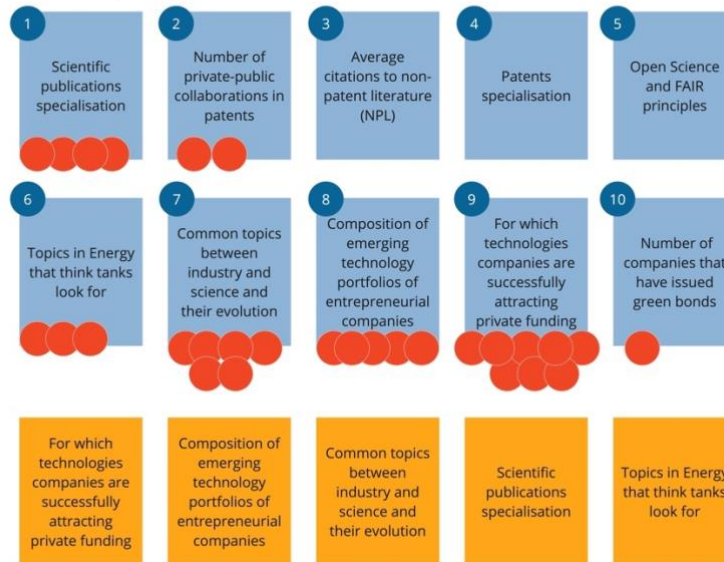 1
Scientific
publications
specialisation
2
Number of
private-public
collaborations in
patents
3
Average
citations to non-
patent literature
(NPL)
4
Patents
specialisation
5
Open Science
and FAIR
principles
6
Topics in Energy
that think tanks
look for
7
Common topics
between
industry and
science and
their evolution
8
Composition of
emerging
technology
portfolios of
entrepreneurial
companies
9
For which
technologies
companies are
successfully
attracting
private funding
10
Number of
companies that
have issued
green bonds
For which
technologies
companies are
successfully
attracting
private funding
Composition of
emerging
technology
portfolios of
entrepreneurial
companies
Common topics
between
industry and
science and
their evolution
Scientific
publications
specialisation
Topics in Energy
that think tanks
look for